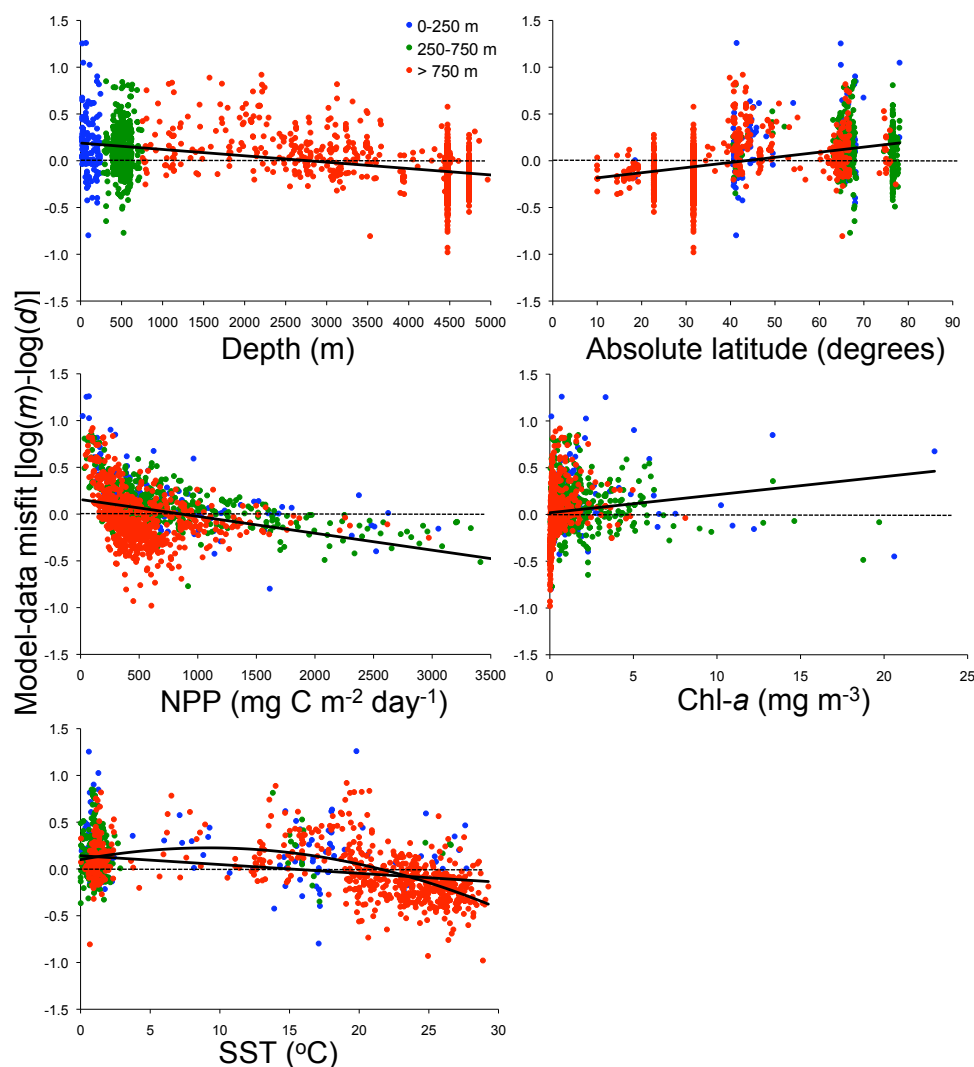 Model-data misfit [log(m)-log(d)]
1.5
1.0
0.5
0.0
-0.5
-1.0
-1.5
0 500 1000 1500 2000 2500 3000 3500 4000 4500 5000
Depth (m)
0-250 m
250-750 m
> 750 m
1.5
1.0
0.5
0.0
-0.5
-1.0
-1.5
0 10 20 30 40 50 60 70 80 90
Absolute latitude (degrees)
1.5
1.0
0.5
0.0
-0.5
-1.0
-1.5
0 500 1000 1500 2000 2500 3000 3500
NPP (mg C m-2 day-1)
1.5
1.0
0.5
0.0
-0.5
-1.0
-1.5
0 5 10 15 20 25
Chl-a (mg m-3)
1.5
1.0
0.5
0.0
-0.5
-1.0
-1.5
0 5 10 15 20 25 30
SST (oC)